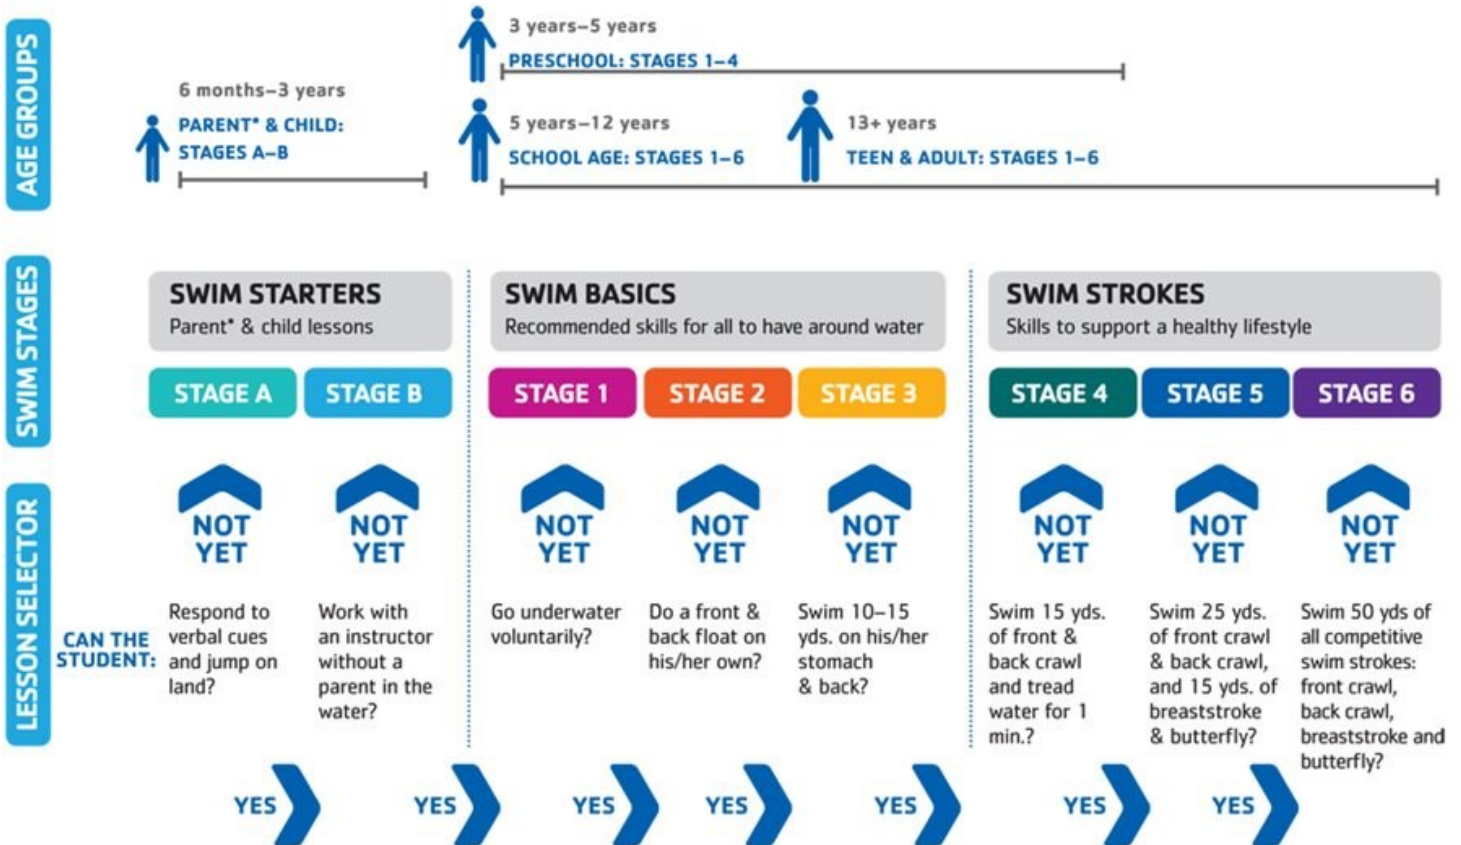 AGE GROUPS
6 months–3 years
PARENT* & CHILD:
STAGES A–B
3 years–5 years
PRESCHOOL: STAGES 1–4
5 years–12 years
SCHOOL AGE: STAGES 1–6
13+ years
TEEN & ADULT: STAGES 1–6
SWIM STAGES
SWIM STARTERS
Parent* & child lessons
STAGE A
STAGE B
SWIM BASICS
Recommended skills for all to have around water
STAGE 1
STAGE 2
STAGE 3
SWIM STROKES
Skills to support a healthy lifestyle
STAGE 4
STAGE 5
STAGE 6
LESSON SELECTOR
CAN THE
STUDENT:
NOT
YET
Respond to
verbal cues
and jump on
land?
YES
NOT
YET
Work with
an instructor
without a
parent in the
water?
YES
NOT
YET
Go underwater
voluntarily?
YES
NOT
YET
Do a front &
back float on
his/her own?
YES
NOT
YET
Swim 10–15
yds. on his/her
stomach
& back?
YES
NOT
YET
Swim 15 yds.
of front &
back crawl
and tread
water for 1
min.?
YES
NOT
YET
Swim 25 yds.
of front crawl
& back crawl,
and 15 yds. of
breaststroke
& butterfly?
YES
NOT
YET
Swim 50 yds of
all competitive
swim strokes:
front crawl,
back crawl,
breaststroke and
butterfly?